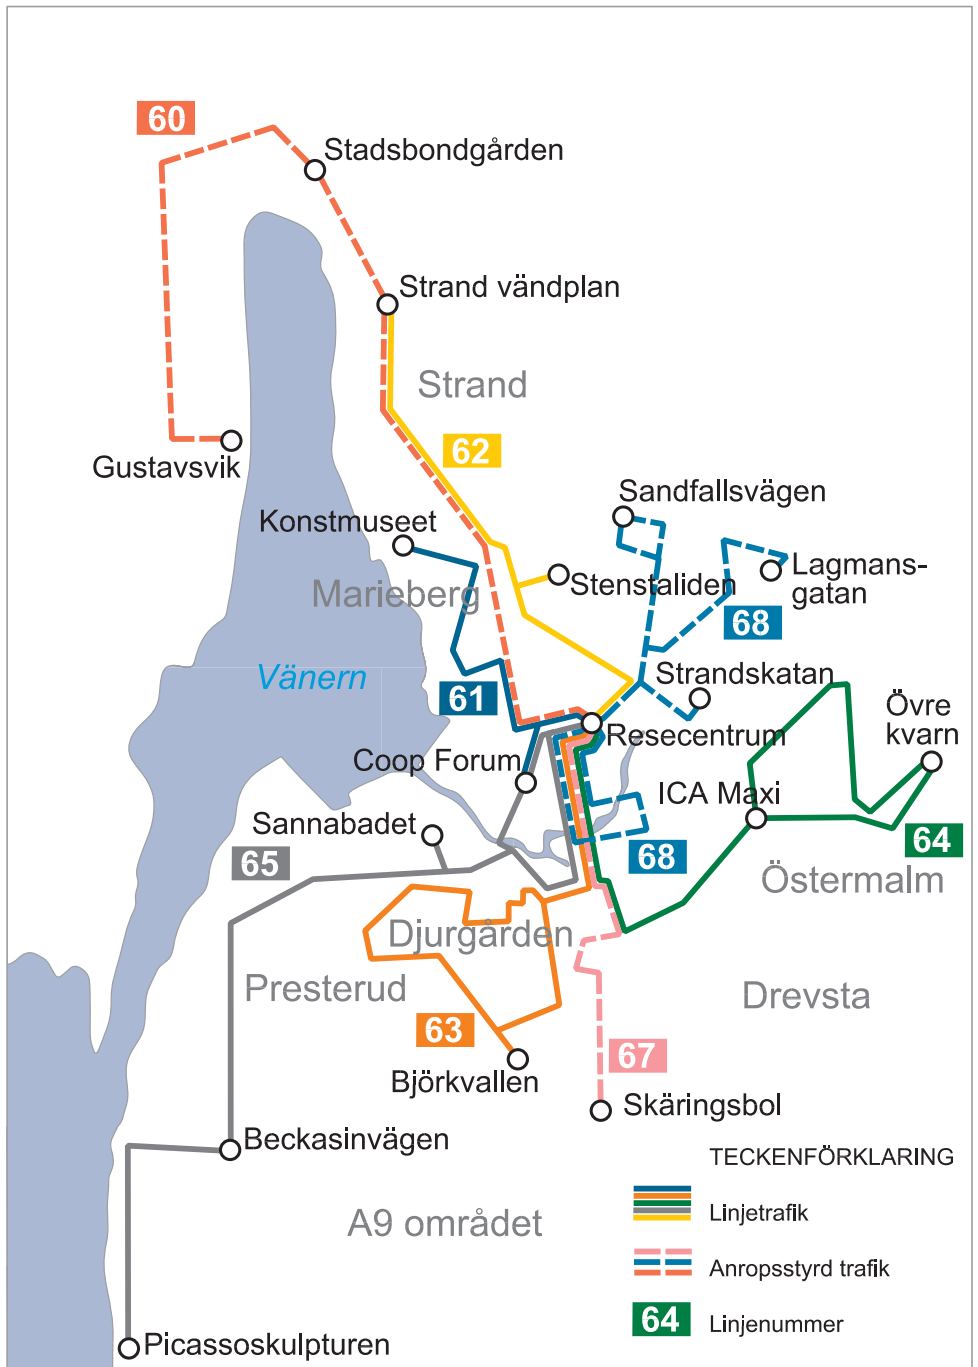 60
Stadsbondgården
Strand vändplan
Strand
62
Gustavsvik
Sandfallsvägen
Konstmuseet
Lagmans-
gatan
Stenstaliden
Marieberg
68
Vänern
Strandskatan
61
Övre
kvarn
Resecentrum
Coop Forum
ICA Maxi
Sannabadet
64
65
68
Östermalm
Djurgården
Presterud
Drevsta
63
67
Björkvallen
Skäringsbol
Beckasinvägen
TECKENFÖRKLARING
Linjetrafik
A9 området
Anropsstyrd trafik
64 Linjenummer
Picassoskulpturen